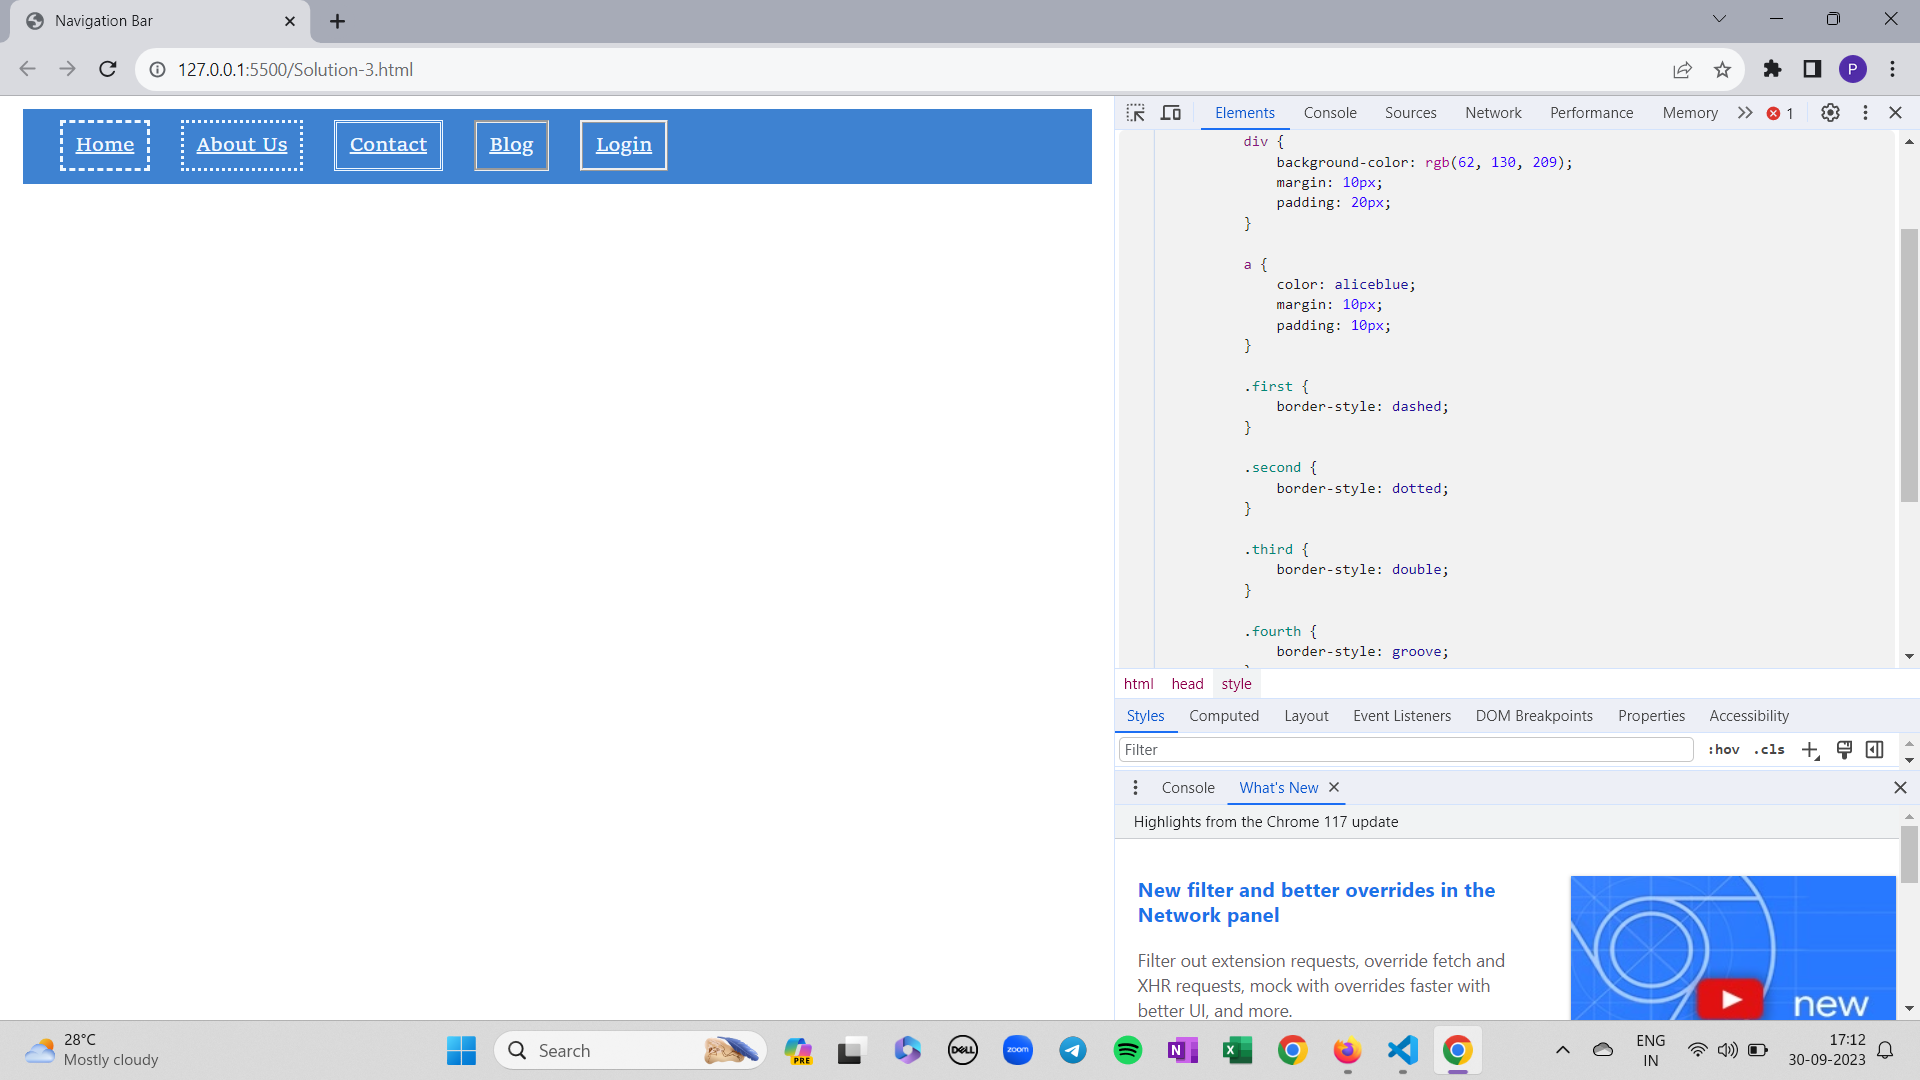 Navigation Bar
127.0.0.1:5500/Solution-3.html
P
Home About Us Contact Blog Login
Elements Console Sources Network Performance Memory 1
div {
background-color: rgb(62, 130, 209);
margin: 10px;
padding: 20px;
}
a {
color: aliceblue;
margin: 10px;
padding: 10px;
}
.first {
border-style: dashed;
}
.second {
border-style: dotted;
}
.third {
border-style: double;
}
.fourth {
border-style: groove;
html head style
Styles Computed Layout Event Listeners DOM Breakpoints Properties Accessibility
Filter :hov .cls
Console What's New
Highlights from the Chrome 117 update
New filter and better overrides in the
Network panel
Filter out extension requests, override fetch and
XHR requests, mock with overrides faster with
better UI, and more.
new
28°C
Mostly cloudy
Search
PRE
DELL
zoom
N
X
ENG
IN
17:12
30-09-2023